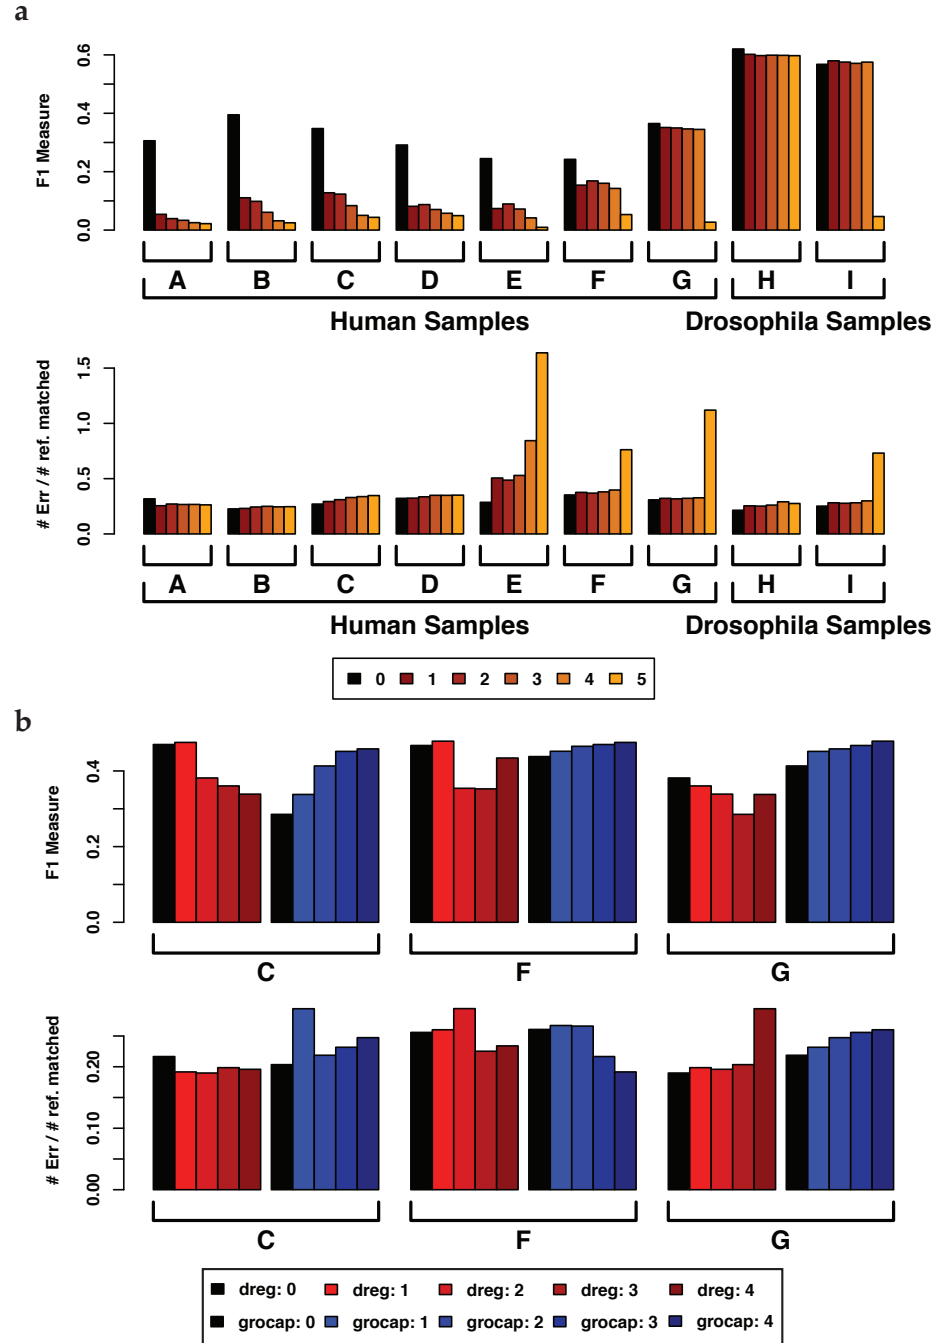 a
F1 Measure
0.0 0.2 0.4 0.6
A B C D E F G H I
Human Samples Drosophila Samples
# Err / # ref. matched
0.0 0.5 1.0 1.5
A B C D E F G H I
Human Samples Drosophila Samples
0 1 2 3 4 5
b
F1 Measure
0.0 0.2 0.4
C F G
# Err / # ref. matched
0.00 0.10 0.20
C F G
dreg: 0 dreg: 1 dreg: 2 dreg: 3 dreg: 4
grocap: 0 grocap: 1 grocap: 2 grocap: 3 grocap: 4